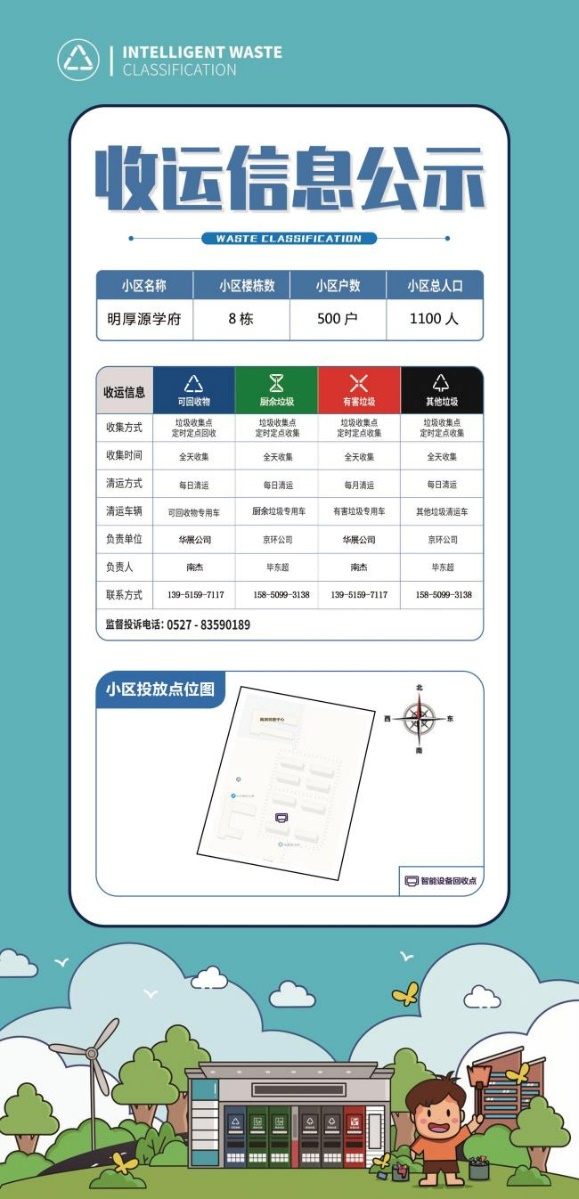 INTELLIGENT WASTE
CLASSIFICATION
收运信息公示
WASTE CLASSIFICATION
小区名称 小区楼栋数 小区户数 小区总人口
明厚源学府 8栋 500户 1100人
收运信息 可回收物 厨余垃圾 有害垃圾 其他垃圾
收集方式 垃圾收集点 垃圾收集点 垃圾收集点 垃圾收集点
定时定点回收 定时定点收集 定时定点收集 定时定点收集
收集时间 全天收集 全天收集 全天收集 全天收集
清运方式 每日清运 每日清运 每月清运 每日清运
清运车辆 可回收物专用车 厨余垃圾专用车 有害垃圾专用车 其他垃圾清运车
负责单位 华展公司 京环公司 华展公司 京环公司
负责人 南杰 毕东超 南杰 毕东超
联系方式 139-5159-7117 158-5099-3138 139-5159-7117 158-5099-3138
监督投诉电话：0527 - 83590189
小区投放点位图
北
西 东
南
智能设备回收点